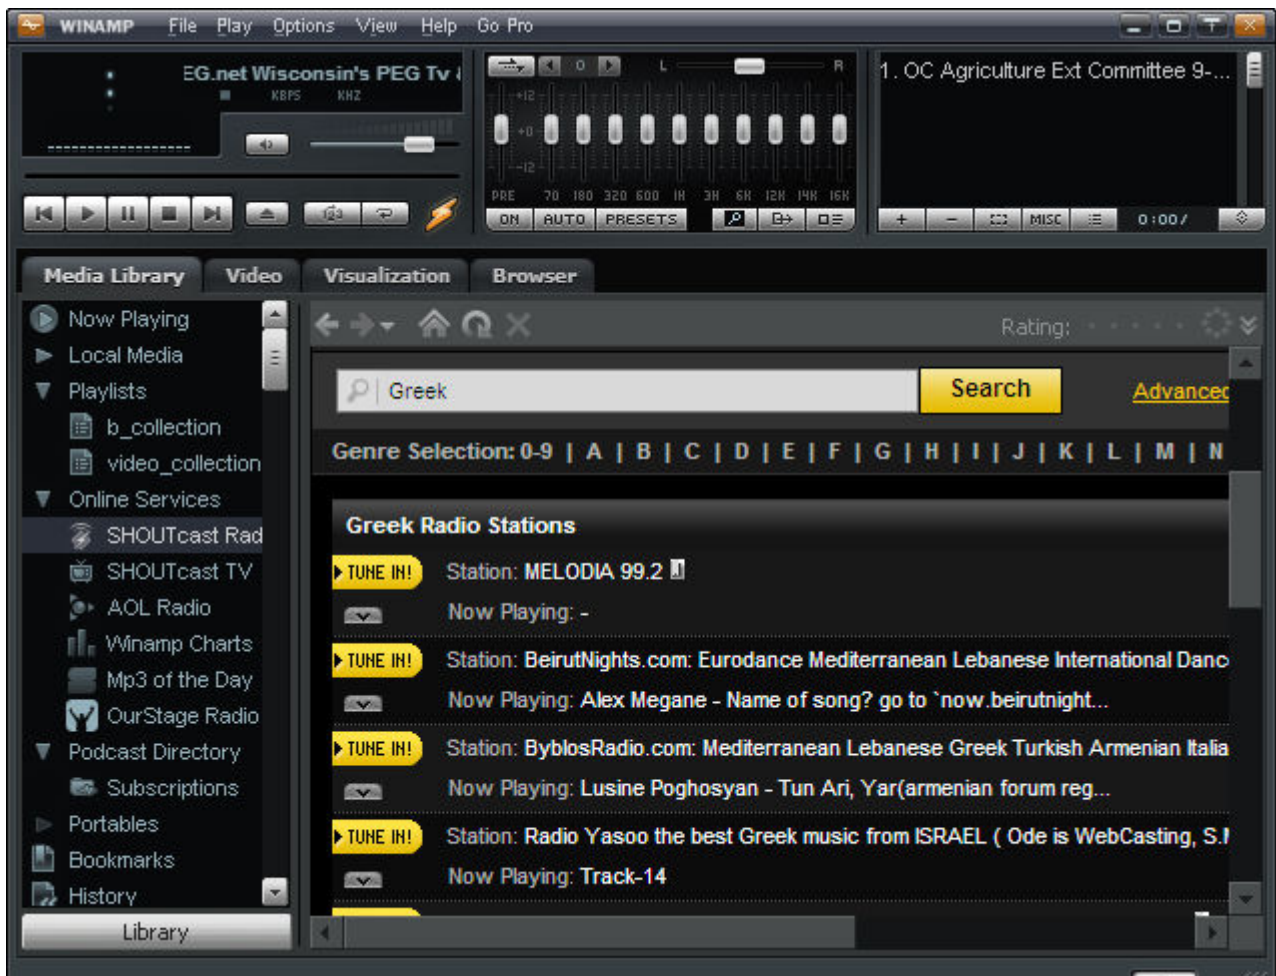 WINAMP File Play Options View Help Go Pro
EG.net Wisconsin's PEG Tv
KBPS KHZ
0 L R
+12
+0
-12
PRE 70 180 320 600 1K 3K 6K 12K 14K 16K
ON AUTO PRESETS
1. OC Agriculture Ext Committee 9-...
+ - MISC 0:00/
Media Library Video Visualization Browser
Now Playing
Local Media
Playlists
b_collection
video_collection
Online Services
SHOUTcast Rad
SHOUTcast TV
AOL Radio
Winamp Charts
Mp3 of the Day
OurStage Radio
Podcast Directory
Subscriptions
Portables
Bookmarks
History
Library
Rating:
Greek Search Advanced
Genre Selection: 0-9 | A | B | C | D | E | F | G | H | I | J | K | L | M | N
Greek Radio Stations
TUNE IN! Station: MELODIA 99.2
Now Playing: -
TUNE IN! Station: BeirutNights.com: Eurodance Mediterranean Lebanese International Danc
Now Playing: Alex Megane - Name of song? go to `now.beirutnight...
TUNE IN! Station: ByblosRadio.com: Mediterranean Lebanese Greek Turkish Armenian Italia
Now Playing: Lusine Poghosyan - Tun Ari, Yar(armenian forum reg...
TUNE IN! Station: Radio Yasoo the best Greek music from ISRAEL ( Ode is WebCasting, S.
Now Playing: Track-14